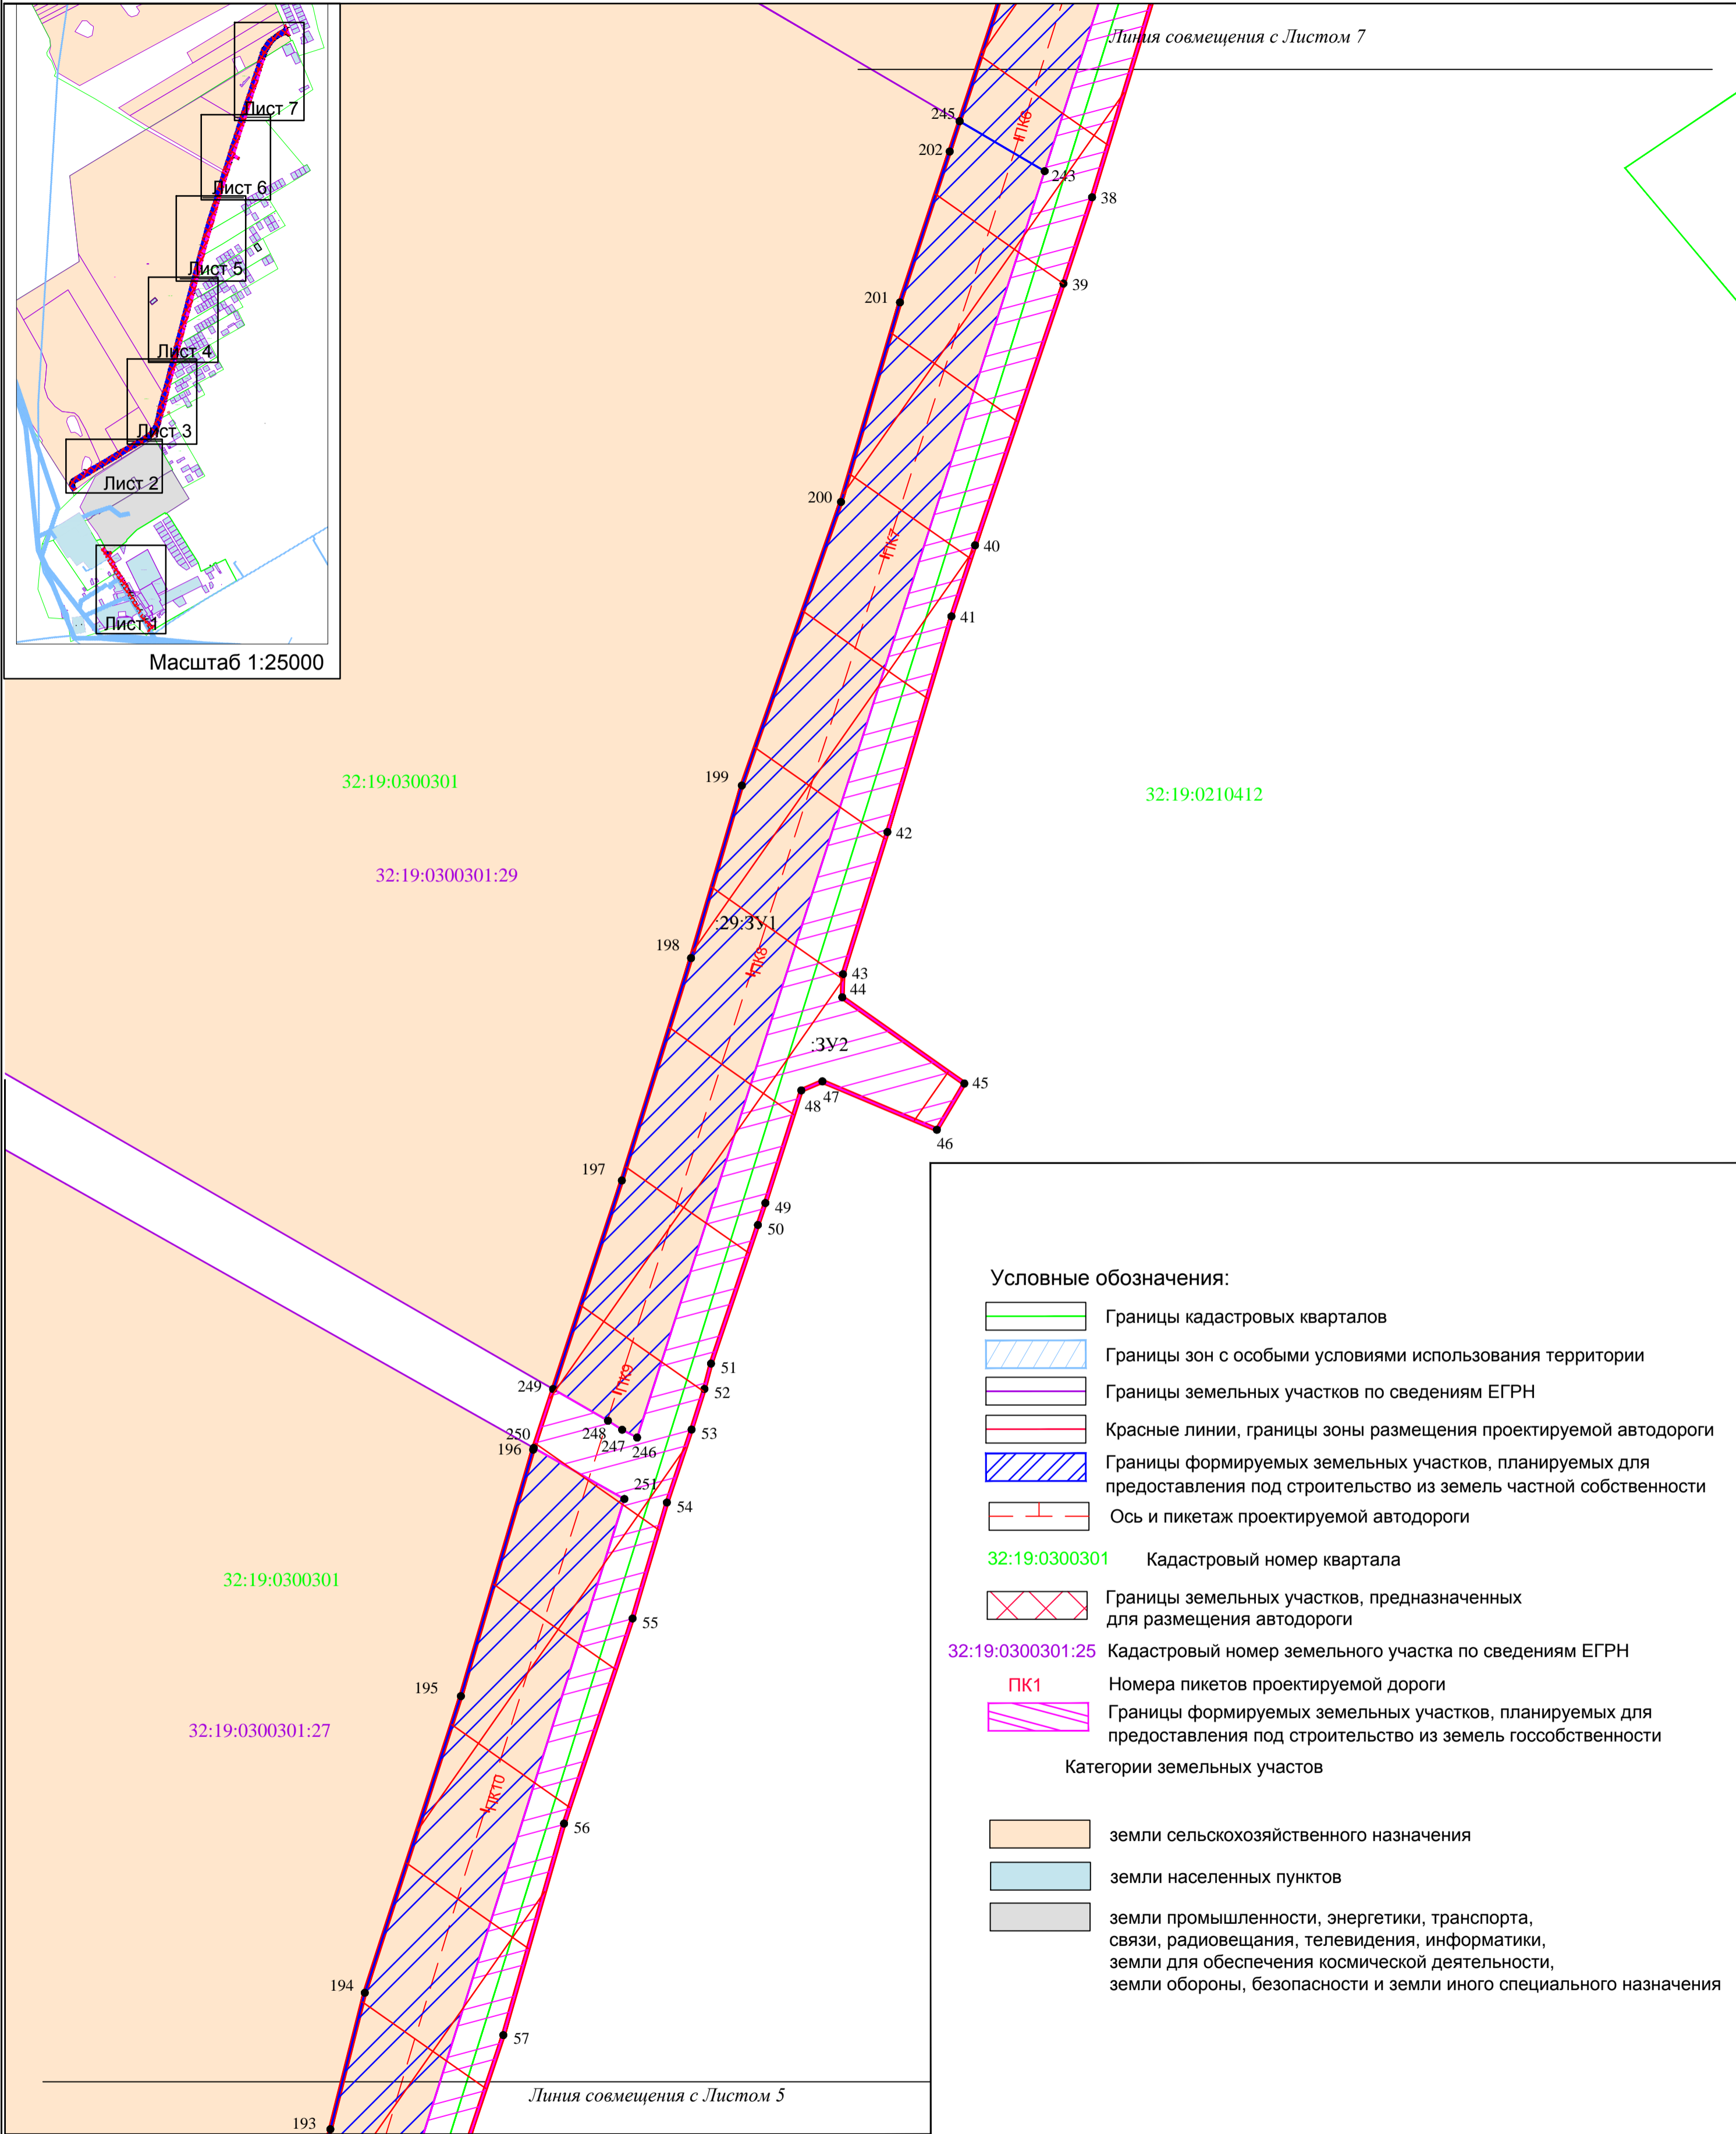 Линия совмещения с Листом 7
Лист 7
Лист 6
Лист 5
Лист 4
Лист 3
Лист 2
Лист 1
Масштаб 1:25000
245
202
ПК6
243
38
39
201
200
40
ПК7
41
199
32:19:0300301
32:19:0210412
42
32:19:0300301:29
:29:ЗУ1
198
ПК8
43
44
:ЗУ2
45
47
48
46
197
49
50
51
ПК9
249
52
248
53
250
247
246
196
251
54
32:19:0300301
55
195
32:19:0300301:27
ПК10
56
194
57
Линия совмещения с Листом 5
193
Условные обозначения:
Границы кадастровых кварталов
Границы зон с особыми условиями использования территории
Границы земельных участков по сведениям ЕГРН
Красные линии, границы зоны размещения проектируемой автодороги
Границы формируемых земельных участков, планируемых для
предоставления под строительство из земель частной собственности
Ось и пикетаж проектируемой автодороги
32:19:0300301 Кадастровый номер квартала
Границы земельных участков, предназначенных
для размещения автодороги
32:19:0300301:25 Кадастровый номер земельного участка по сведениям ЕГРН
ПК1 Номера пикетов проектируемой дороги
Границы формируемых земельных участков, планируемых для
предоставления под строительство из земель госсобственности
Категории земельных участов
земли сельскохозяйственного назначения
земли населенных пунктов
земли промышленности, энергетики, транспорта,
связи, радиовещания, телевидения, информатики,
земли для обеспечения космической деятельности,
земли обороны, безопасности и земли иного специального назначения